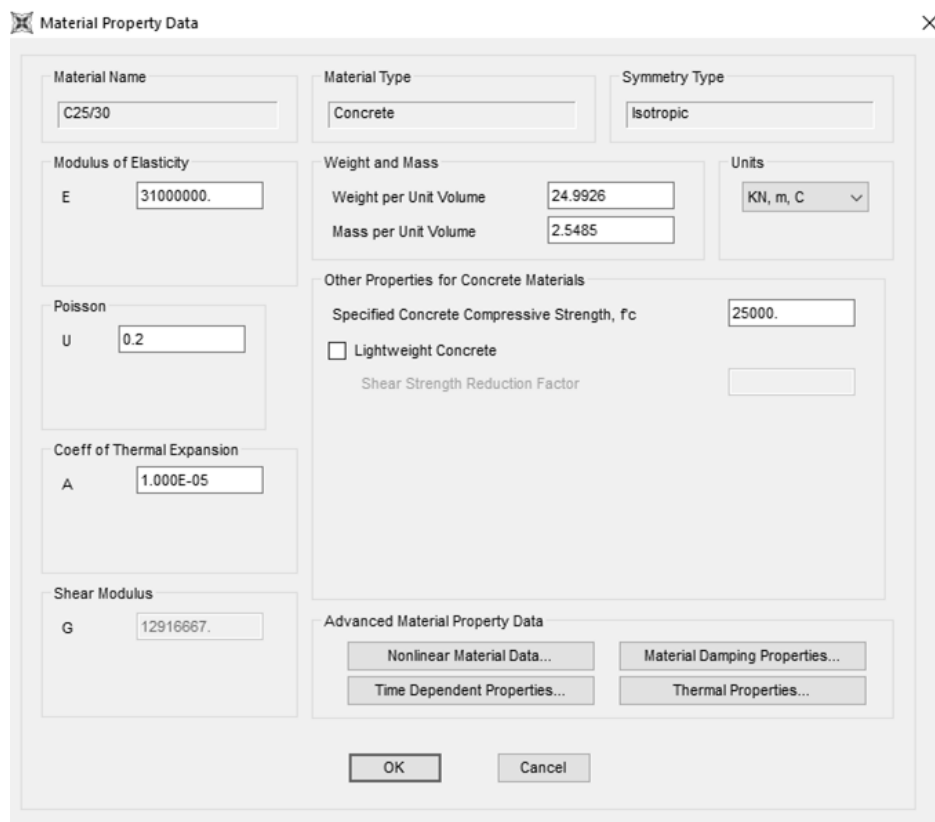 Material Property Data
Material Name
C25/30
Material Type
Concrete
Symmetry Type
Isotropic
Modulus of Elasticity
E 31000000.
Weight and Mass
Weight per Unit Volume 24.9926
Mass per Unit Volume 2.5485
Units
KN, m, C
Poisson
U 0.2
Other Properties for Concrete Materials
Specified Concrete Compressive Strength, f'c 25000.
Lightweight Concrete
Shear Strength Reduction Factor
Coeff of Thermal Expansion
A 1.000E-05
Shear Modulus
G 12916667.
Advanced Material Property Data
Nonlinear Material Data... Material Damping Properties...
Time Dependent Properties... Thermal Properties...
OK Cancel